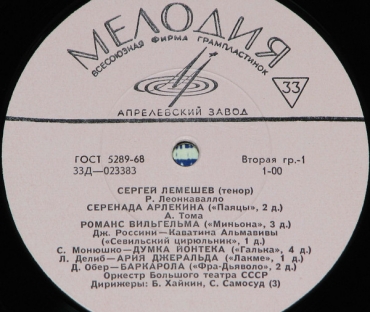 МЕЛОДИЯ
ВСЕСОЮЗНАЯ ФИРМА ГРАМПЛАСТИНОК
33
АПРЕЛЕВСКИЙ ЗАВОД
ГОСТ 5289-68 Вторая гр.-1
33Д—023383 1-00
СЕРГЕЙ ЛЕМЕШЕВ (тенор)
Р. Леонкавалло
СЕРЕНАДА АРЛЕКИНА («Паяцы», 2 д.)
А. Тома
РОМАНС ВИЛЬГЕЛЬМА («Миньона», 3 д.)
Дж. Россини—Каватина Альмавивы
(«Севильский цирюльник», 1 д.)
С. Монюшко—ДУМКА ИОНТЕКА («Галька», 4 д.)
Л. Делиб—АРИЯ ДЖЕРАЛЬДА («Лакме», 1 д.)
Д. Обер—БАРКАРОЛА («Фра-Дьяволо», 2 д.)
Оркестр Большого театра СССР
Дирижеры: Б. Хайкин, С. Самосуд (3)